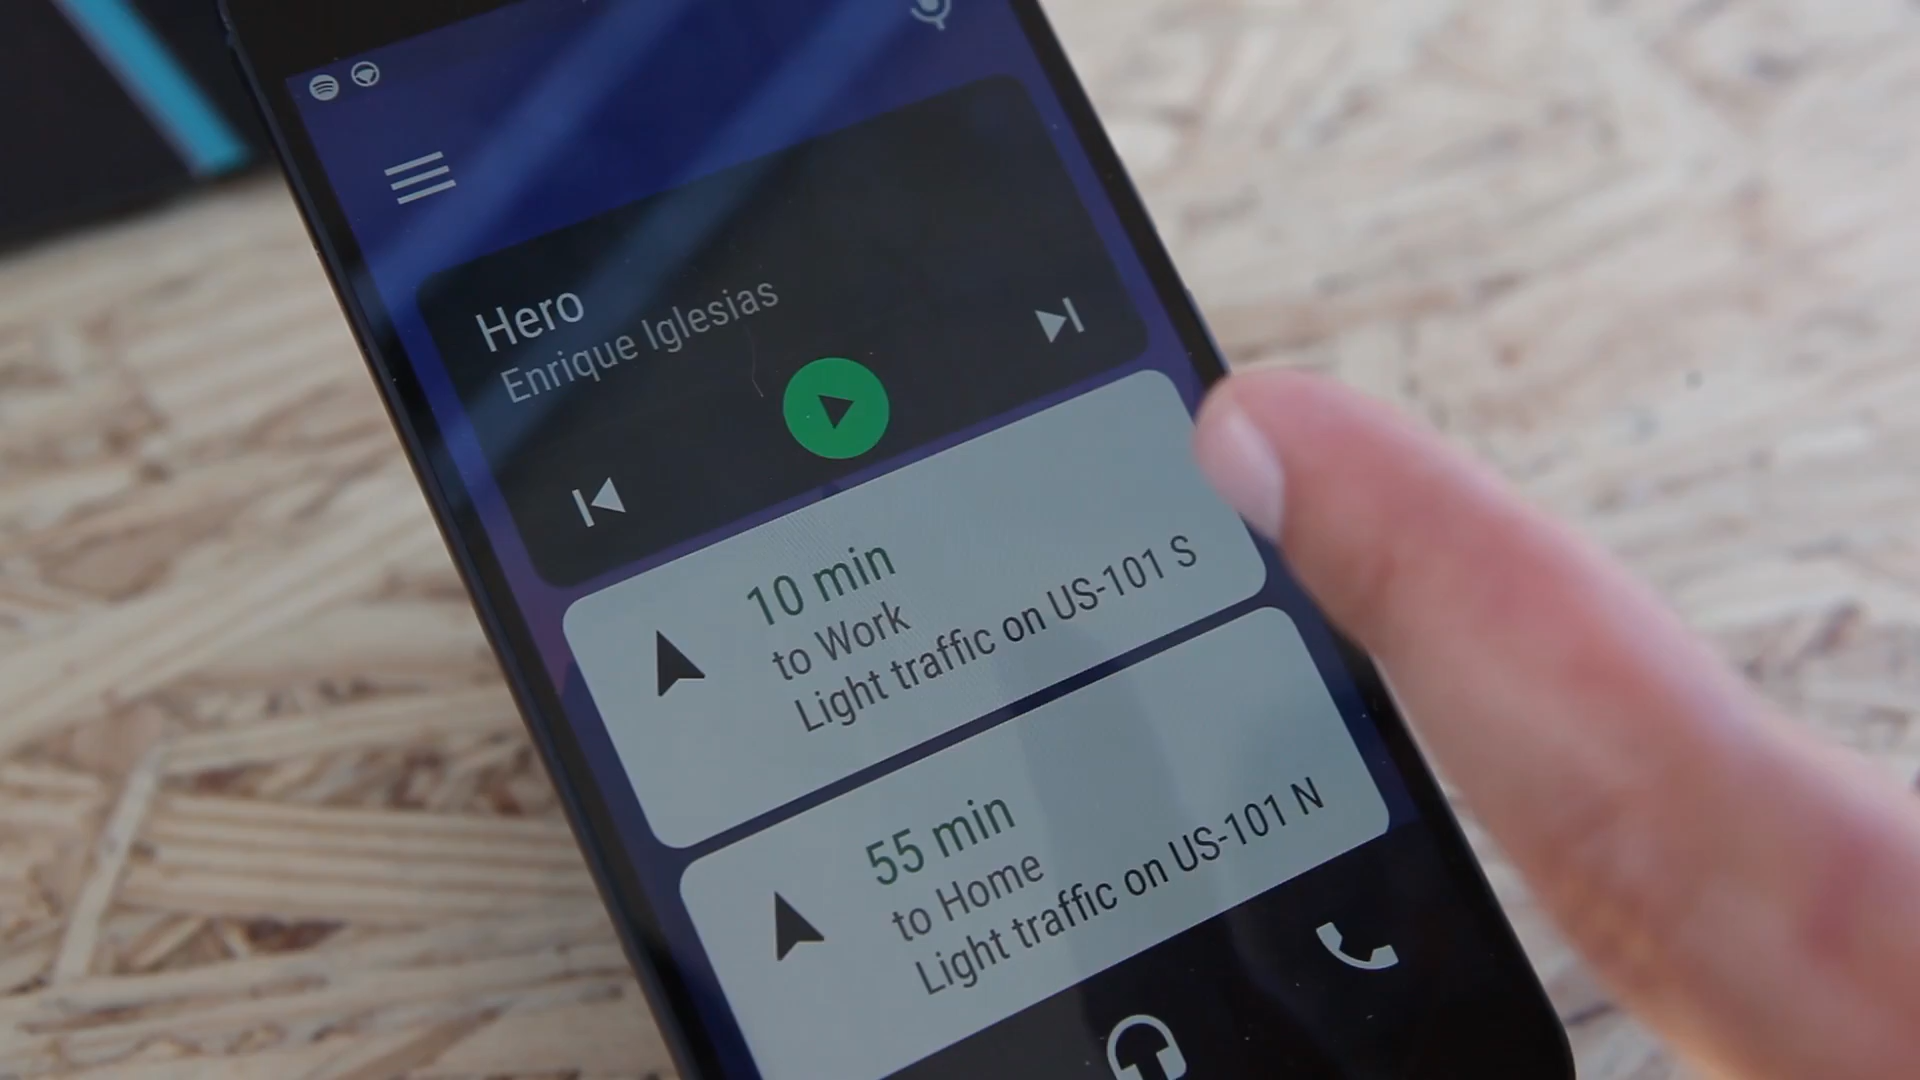 Hero
Enrique Iglesias
10 min
to Work
Light traffic on US-101 S
55 min
to Home
Light traffic on US-101 N